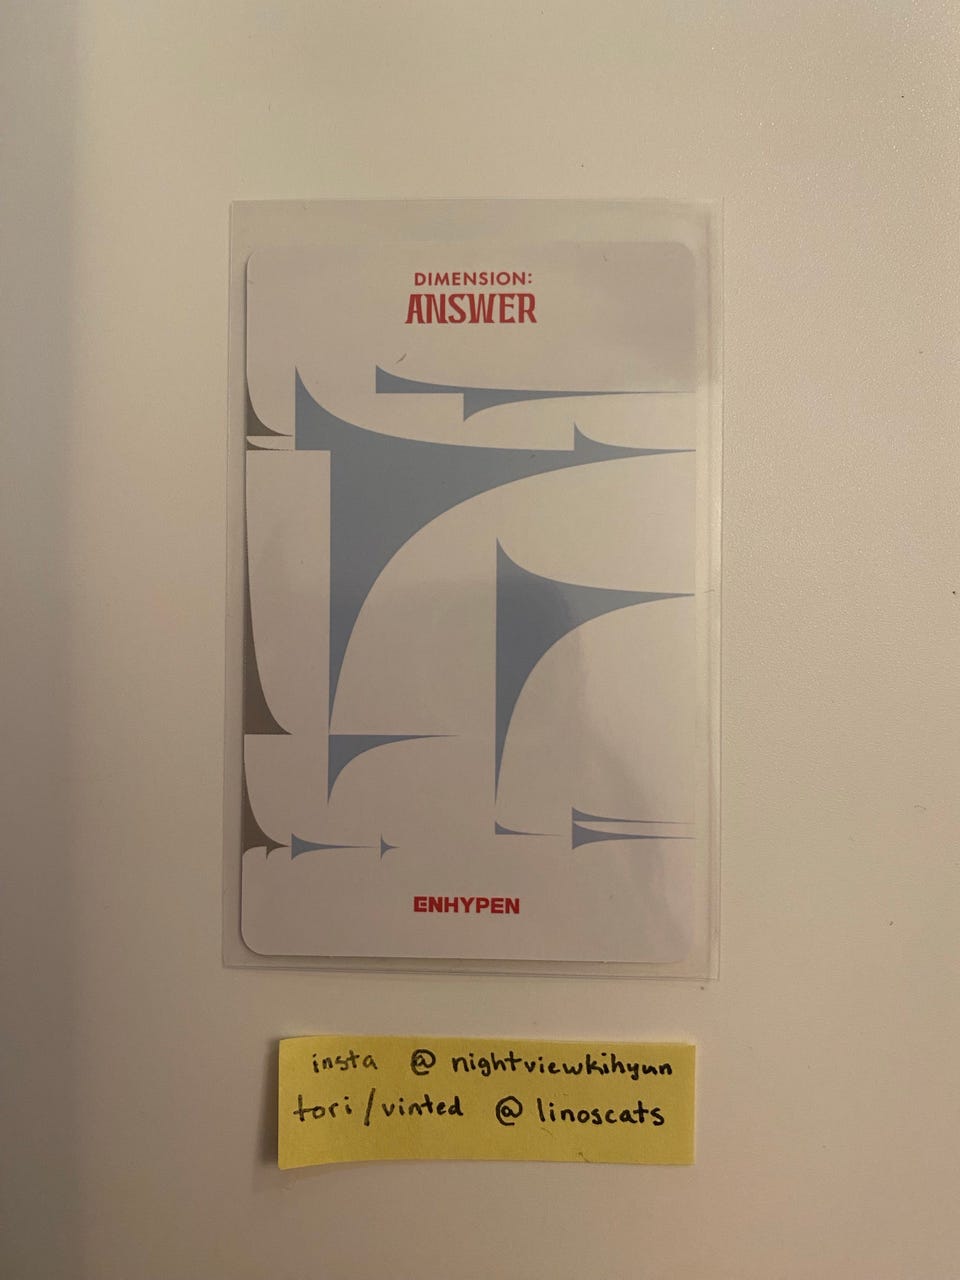 DIMENSION:
ANSWER
ENHYPEN
insta @ nightviewkihyun
tori/vinted @ linoscats